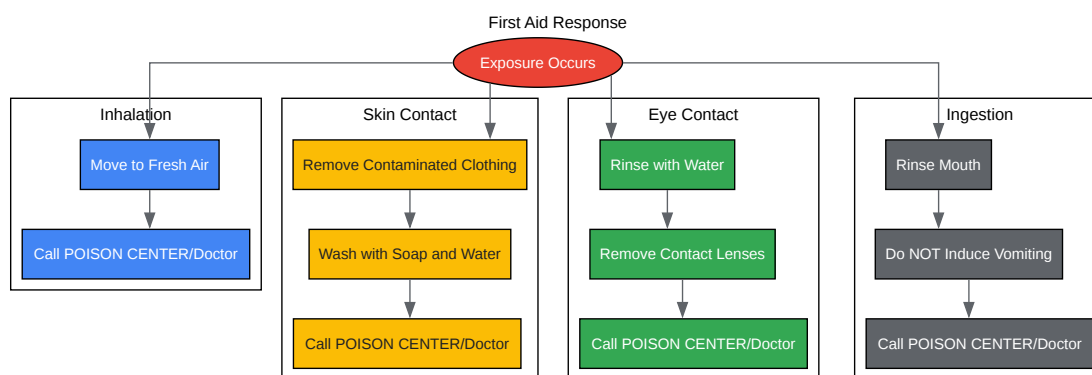 First Aid Response
Exposure Occurs
Inhalation
Move to Fresh Air
Call POISON CENTER/Doctor
Skin Contact
Remove Contaminated Clothing
Wash with Soap and Water
Call POISON CENTER/Doctor
Eye Contact
Rinse with Water
Remove Contact Lenses
Call POISON CENTER/Doctor
Ingestion
Rinse Mouth
Do NOT Induce Vomiting
Call POISON CENTER/Doctor